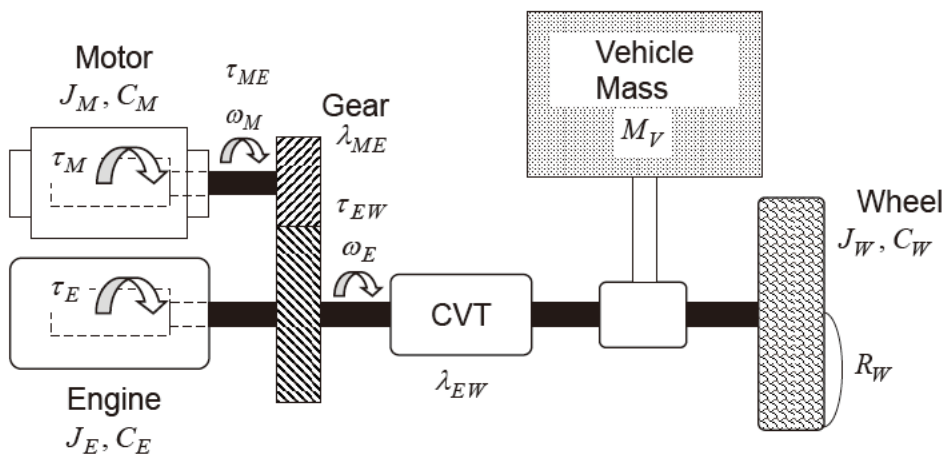 Motor
J_M, C_M
τ_ME
ω_M
Gear
λ_ME
τ_M
Vehicle
Mass
M_V
τ_EW
ω_E
Wheel
J_W, C_W
τ_E
CVT
λ_EW
R_W
Engine
J_E, C_E